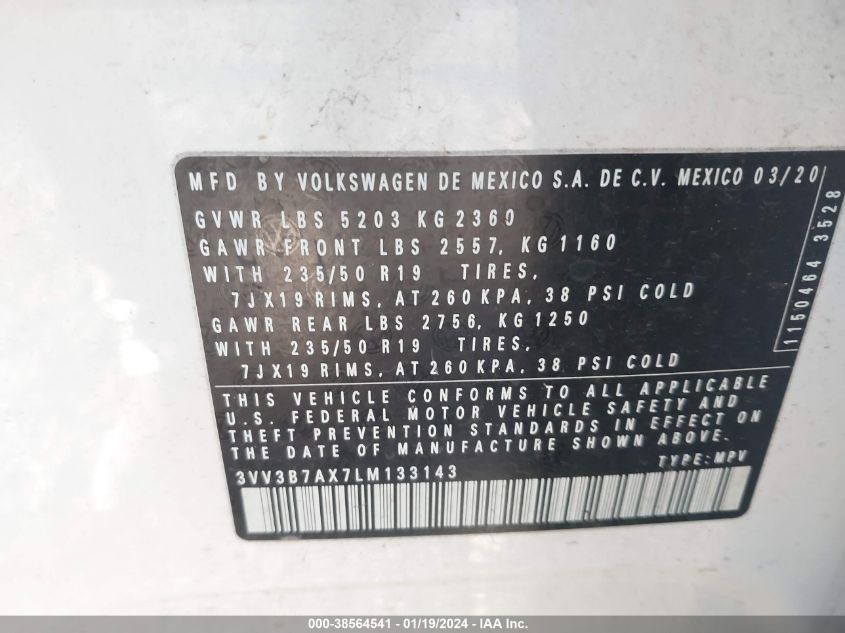 MFD BY VOLKSWAGEN DE MEXICO S.A. DE C.V. MEXICO 03/20
GVWR LBS 5203 KG 2360
GAWR FRONT LBS 2557, KG 1160
WITH 235/50 R19 TIRES,
7JX19 RIMS, AT 260 KPA, 38 PSI COLD
GAWR REAR LBS 2756, KG 1250
WITH 235/50 R19 TIRES,
7JX19 RIMS, AT 260 KPA, 38 PSI COLD
1150464 3528
THIS VEHICLE CONFORMS TO ALL APPLICABLE
U.S. FEDERAL MOTOR VEHICLE SAFETY AND
THEFT PREVENTION STANDARDS IN EFFECT ON
THE DATE OF MANUFACTURE SHOWN ABOVE.
TYPE: MPV
3VV3B7AX7LM133143
000-38564541 - 01/19/2024 - IAA Inc.